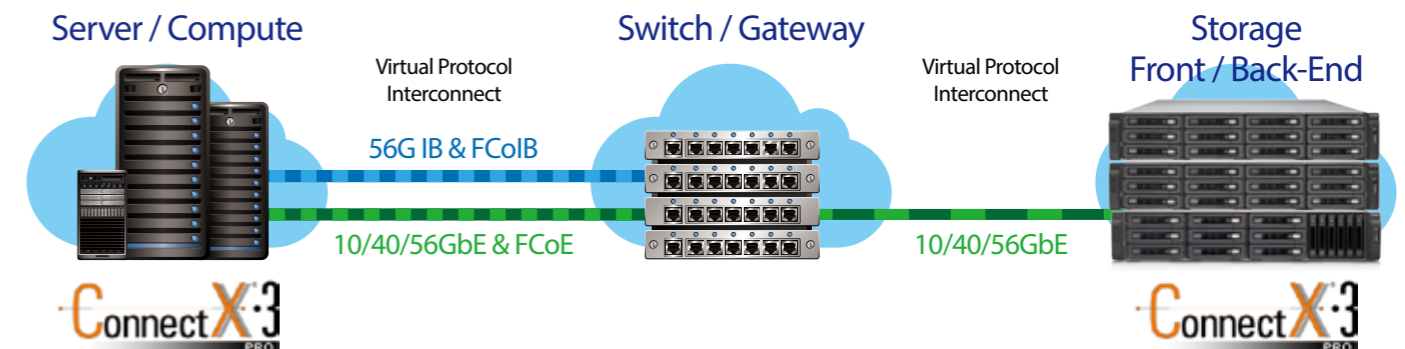 Server / Compute
Switch / Gateway
Storage
Front / Back-End
Virtual Protocol
Interconnect
Virtual Protocol
Interconnect
56G IB & FCoIB
10/40/56GbE & FCoE
10/40/56GbE
ConnectX·3
PRO
ConnectX·3
PRO